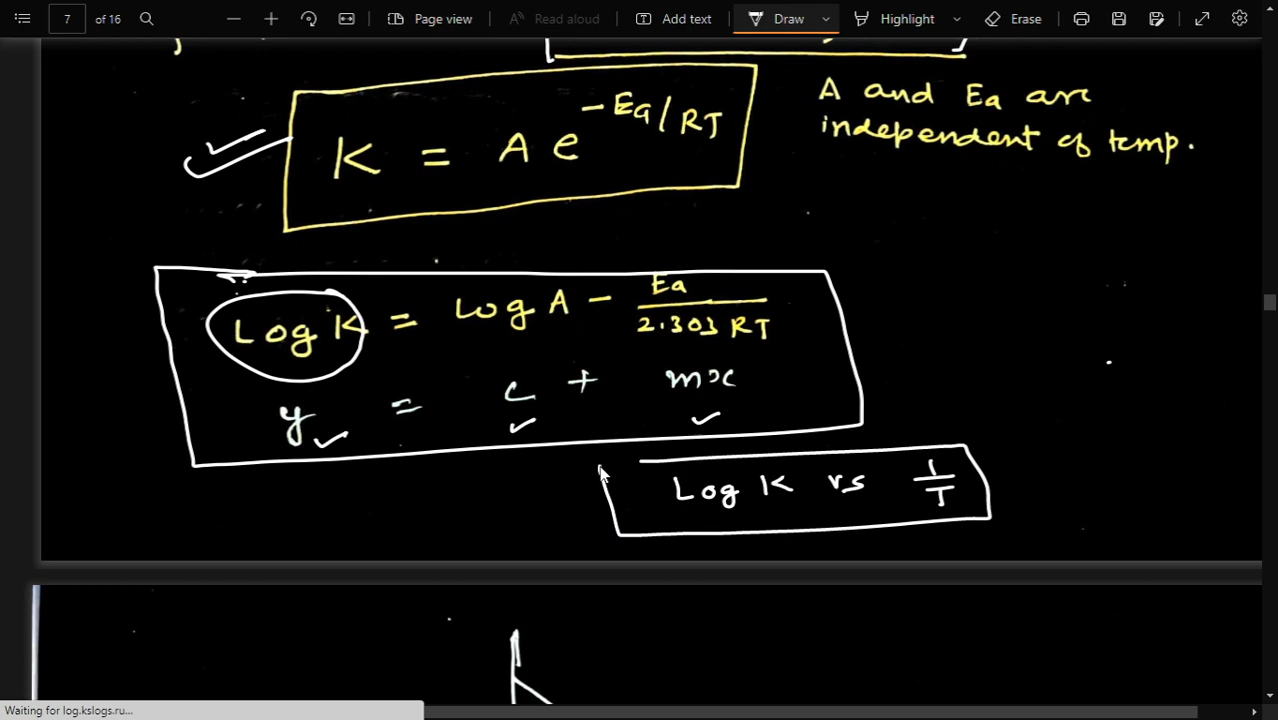 7 of 16 Page view Read aloud Add text Draw Highlight Erase
K = A e^-Ea/RT
A and Ea are
independent of temp.
Log K = Log A - Ea/2.303 RT
y = c + mx
Log K vs 1/T
Waiting for log.kslogs.ru...